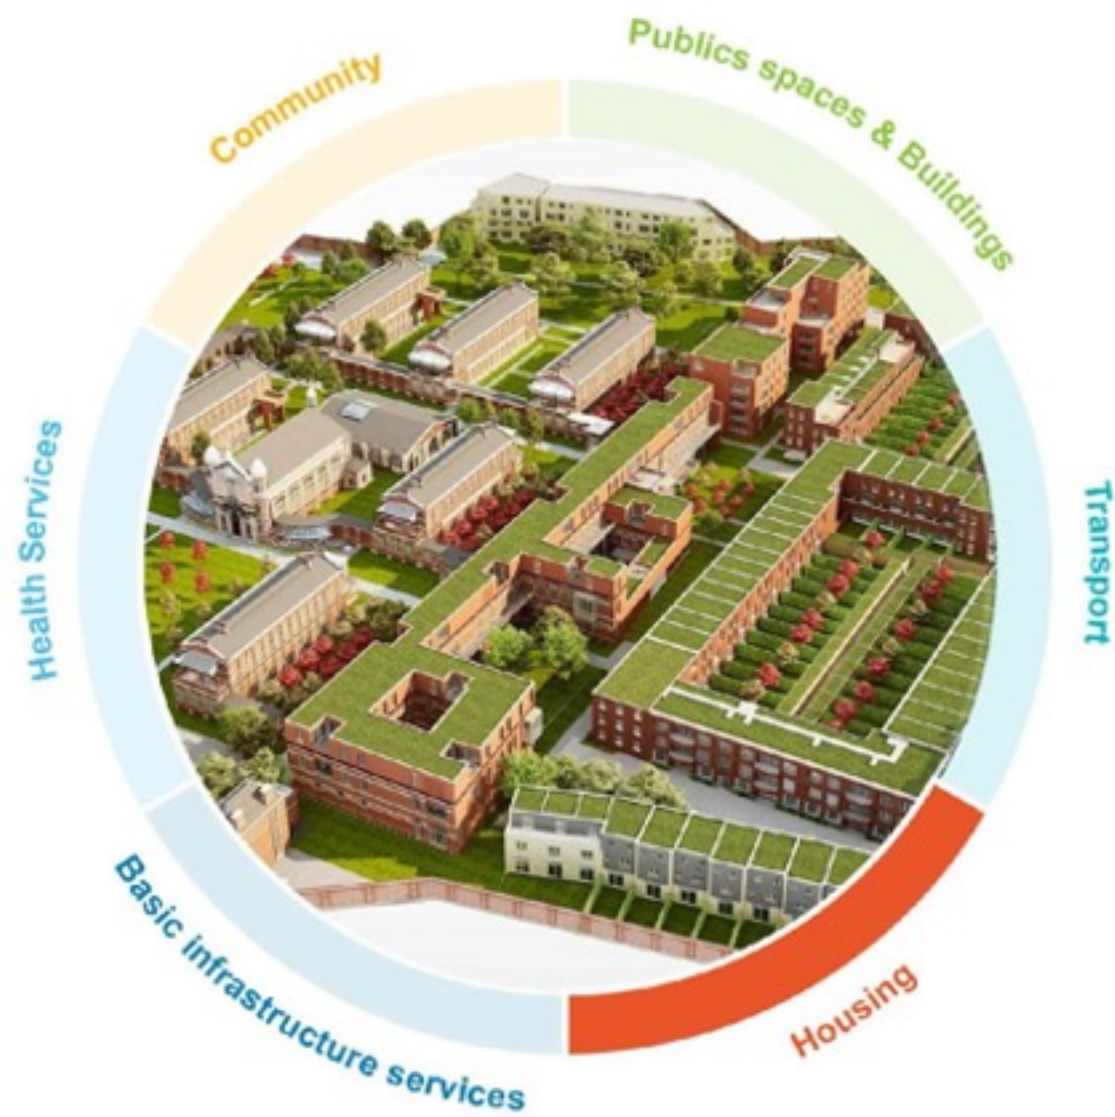 Community
Publics spaces & Buildings
Transport
Housing
Basic infrastructure services
Health Services